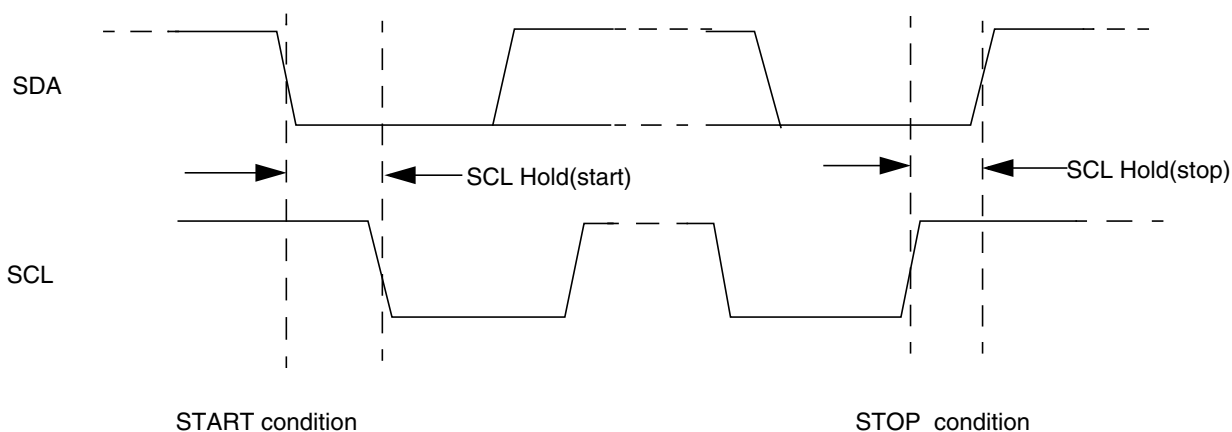 SDA
SCL Hold(start)
SCL Hold(stop)
SCL
START condition
STOP condition